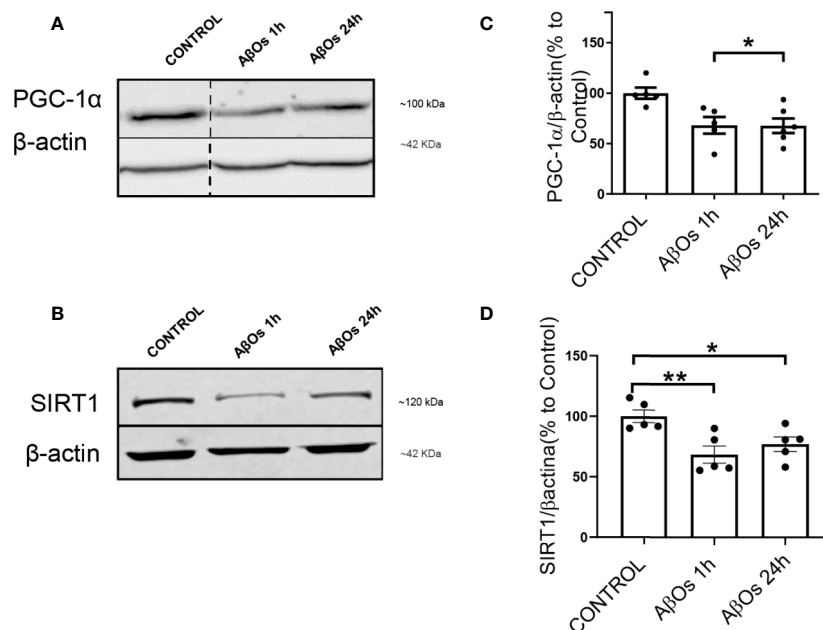 A
CONTROL
AβOs 1h
AβOs 24h
PGC-1α
~100 kDa
β-actin
~42 KDa
B
CONTROL
AβOs 1h
AβOs 24h
SIRT1
~120 kDa
β-actin
~42 KDa
C
PGC-1α/β-actin(% to
Control)
150
100
50
0
*
CONTROL
AβOs 1h
AβOs 24h
D
SIRT1/βactina(% to Control)
150
100
50
0
*
**
CONTROL
AβOs 1h
AβOs 24h